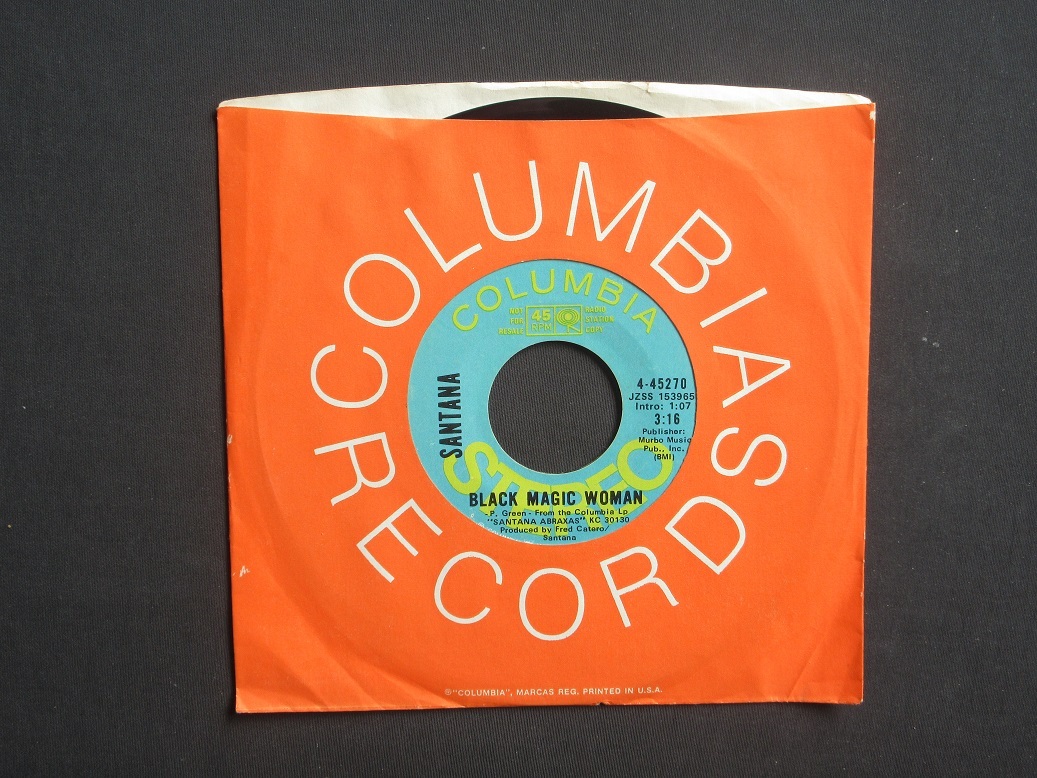 COLUMBIA RECORDS
COLUMBIA
NOT
FOR
RESALE
45
RPM
RADIO
STATION
COPY
SANTANA
4-45270
JZSS 153965
Intro: 1:07
3:16
Publisher:
Murbo Music
Pub., Inc.
(BMI)
STEREO
BLACK MAGIC WOMAN
-P. Green- From the Columbia Lp
"SANTANA ABRAXAS" KC 30130
Produced by Fred Catero/
Santana
®"COLUMBIA", MARCAS REG. PRINTED IN U.S.A.